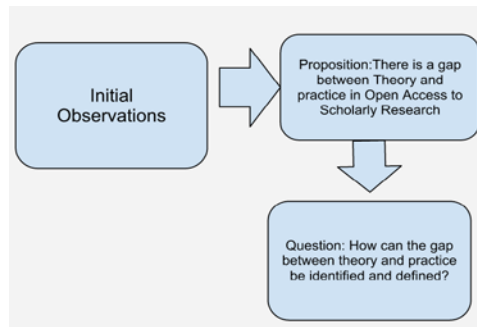 Initial
Observations
Proposition:There is a gap
between Theory and
practice in Open Access to
Scholarly Research
Question: How can the gap
between theory and practice
be identified and defined?